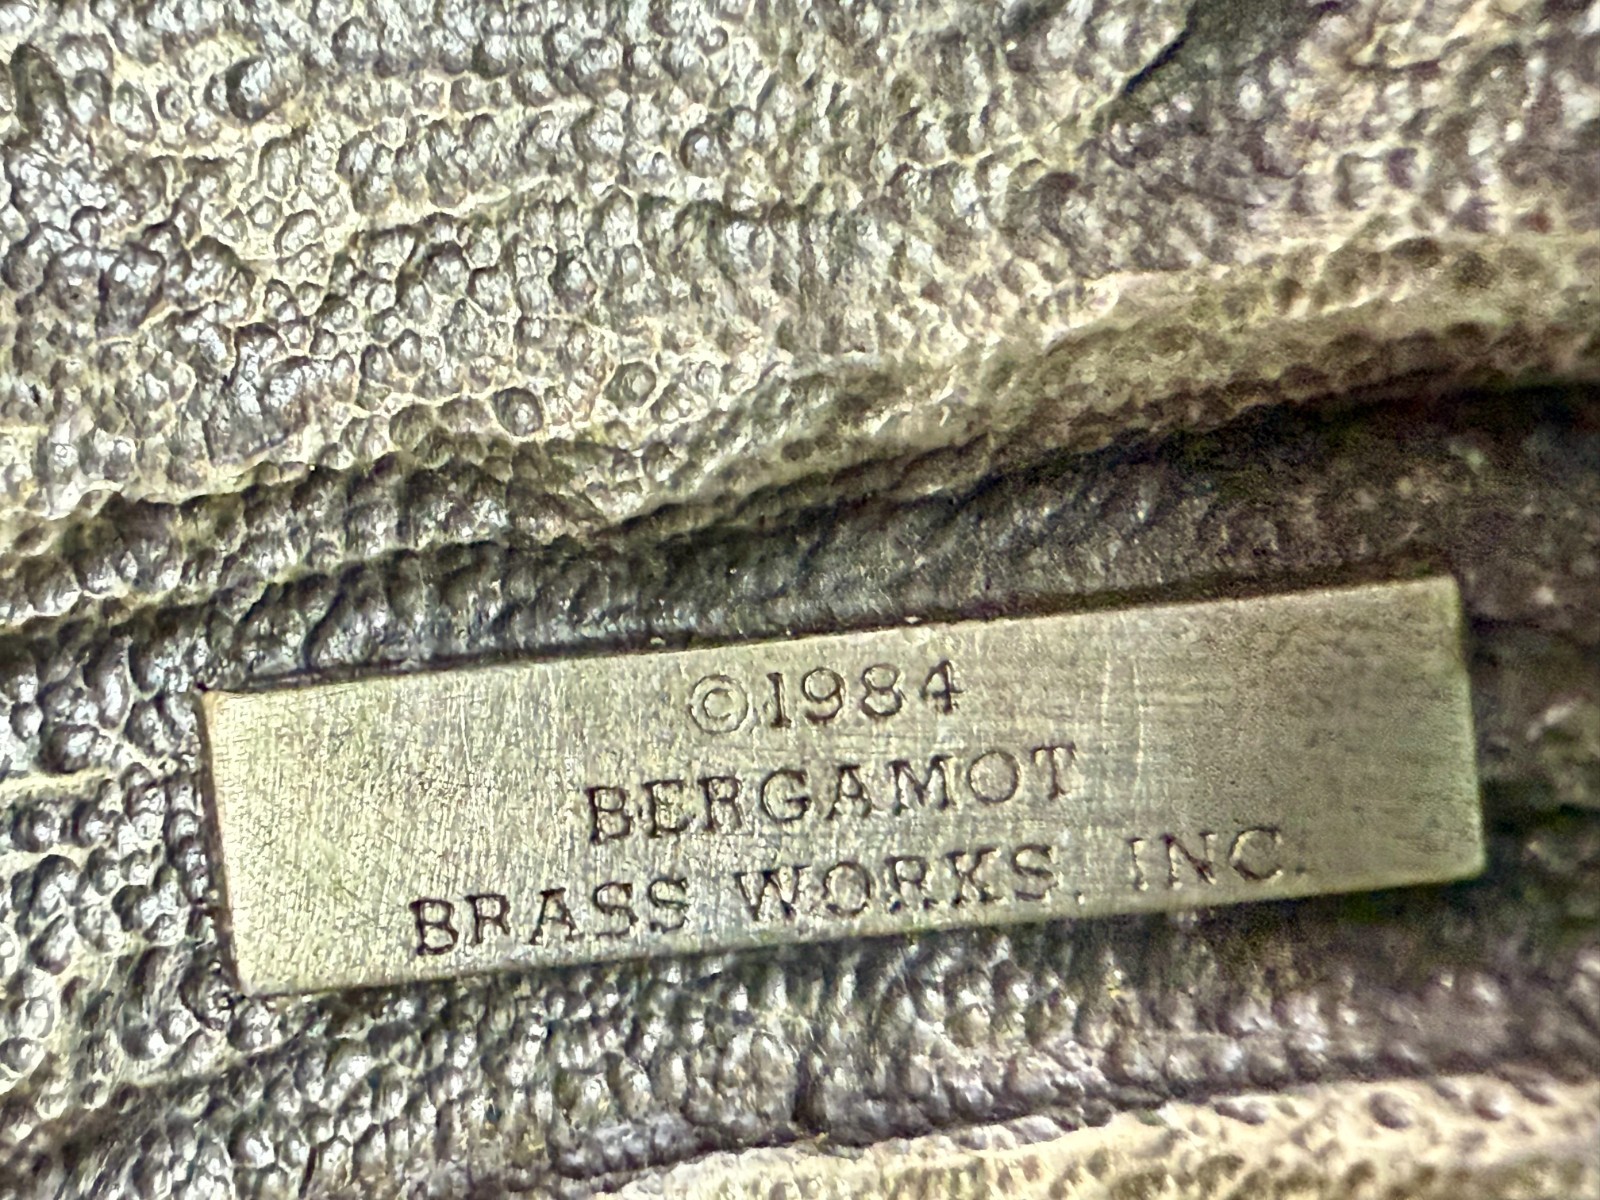 ©1984
BERGAMOT
BRASS WORKS. INC.